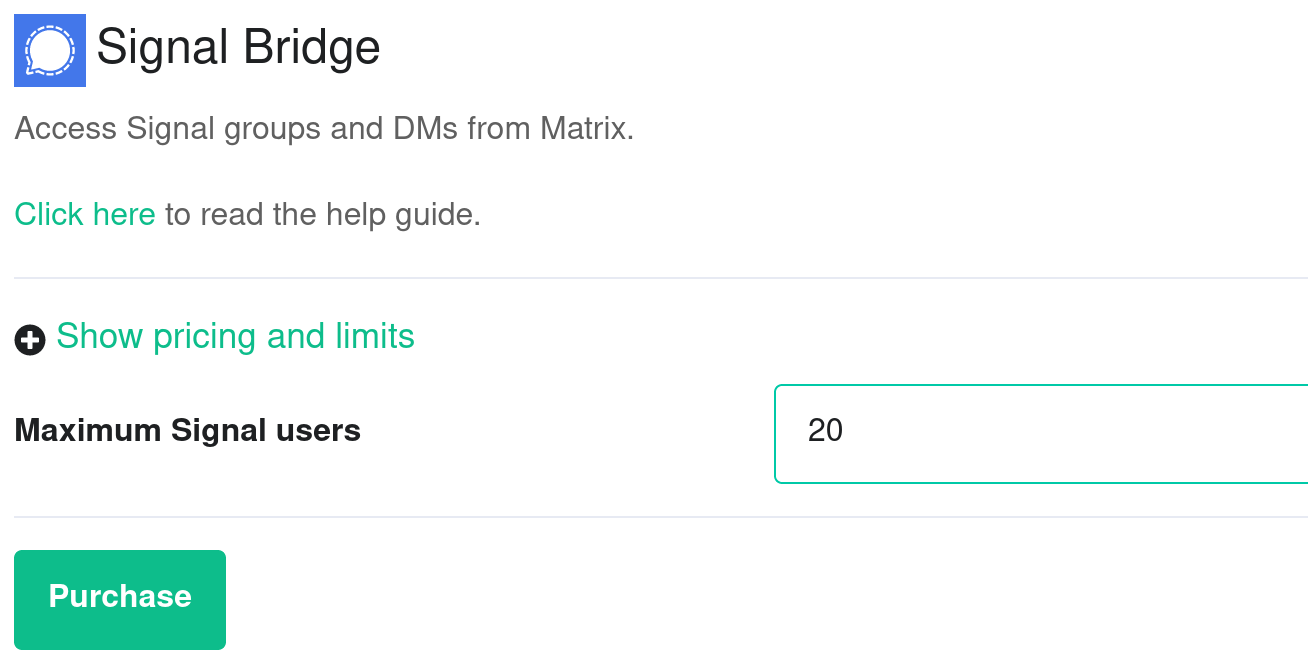 Signal Bridge
Access Signal groups and DMs from Matrix.
Click here to read the help guide.
Show pricing and limits
Maximum Signal users
20
Purchase